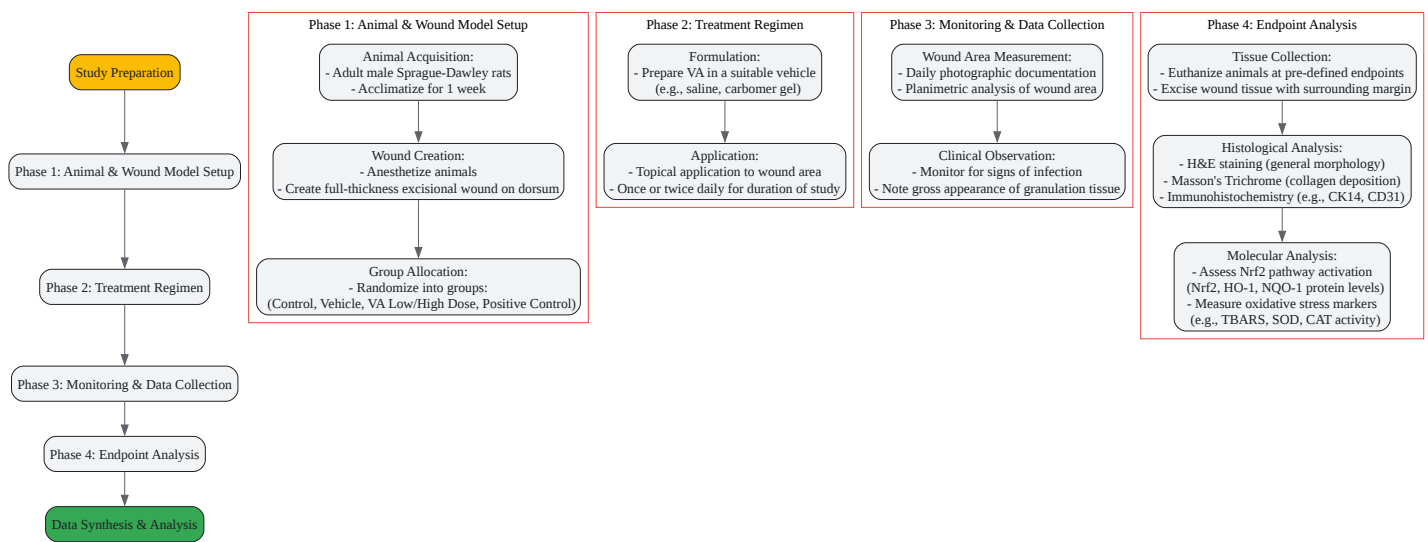 Study Preparation
Phase 1: Animal & Wound Model Setup
Phase 2: Treatment Regimen
Phase 3: Monitoring & Data Collection
Phase 4: Endpoint Analysis
Data Synthesis & Analysis
Phase 1: Animal & Wound Model Setup
Animal Acquisition:
- Adult male Sprague-Dawley rats
- Acclimatize for 1 week
Wound Creation:
- Anesthetize animals
- Create full-thickness excisional wound on dorsum
Group Allocation:
- Randomize into groups:
(Control, Vehicle, VA Low/High Dose, Positive Control)
Phase 2: Treatment Regimen
Formulation:
- Prepare VA in a suitable vehicle
(e.g., saline, carbomer gel)
Application:
- Topical application to wound area
- Once or twice daily for duration of study
Phase 3: Monitoring & Data Collection
Wound Area Measurement:
- Daily photographic documentation
- Planimetric analysis of wound area
Clinical Observation:
- Monitor for signs of infection
- Note gross appearance of granulation tissue
Phase 4: Endpoint Analysis
Tissue Collection:
- Euthanize animals at pre-defined endpoints
- Excise wound tissue with surrounding margin
Histological Analysis:
- H&E staining (general morphology)
- Masson's Trichrome (collagen deposition)
- Immunohistochemistry (e.g., CK14, CD31)
Molecular Analysis:
- Assess Nrf2 pathway activation
(Nrf2, HO-1, NQO-1 protein levels)
- Measure oxidative stress markers
(e.g., TBARS, SOD, CAT activity)